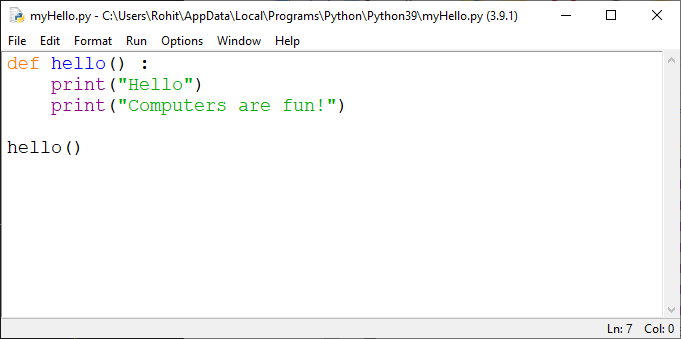 myHello.py - C:\Users\Rohit\AppData\Local\Programs\Python\Python39\myHello.py (3.9.1)
File Edit Format Run Options Window Help
def hello() :
    print("Hello")
    print("Computers are fun!")
hello()
Ln: 7 Col: 0